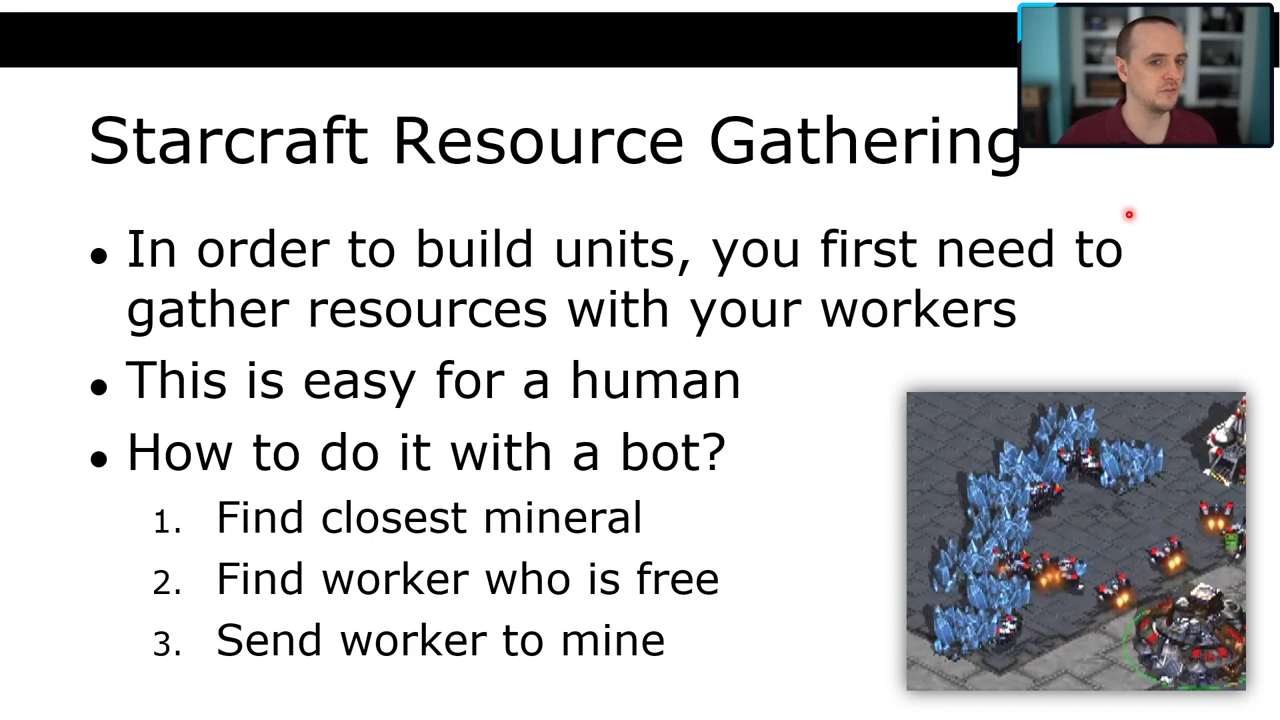 Starcraft Resource Gathering
• In order to build units, you first need to
gather resources with your workers
• This is easy for a human
• How to do it with a bot?
1. Find closest mineral
2. Find worker who is free
3. Send worker to mine